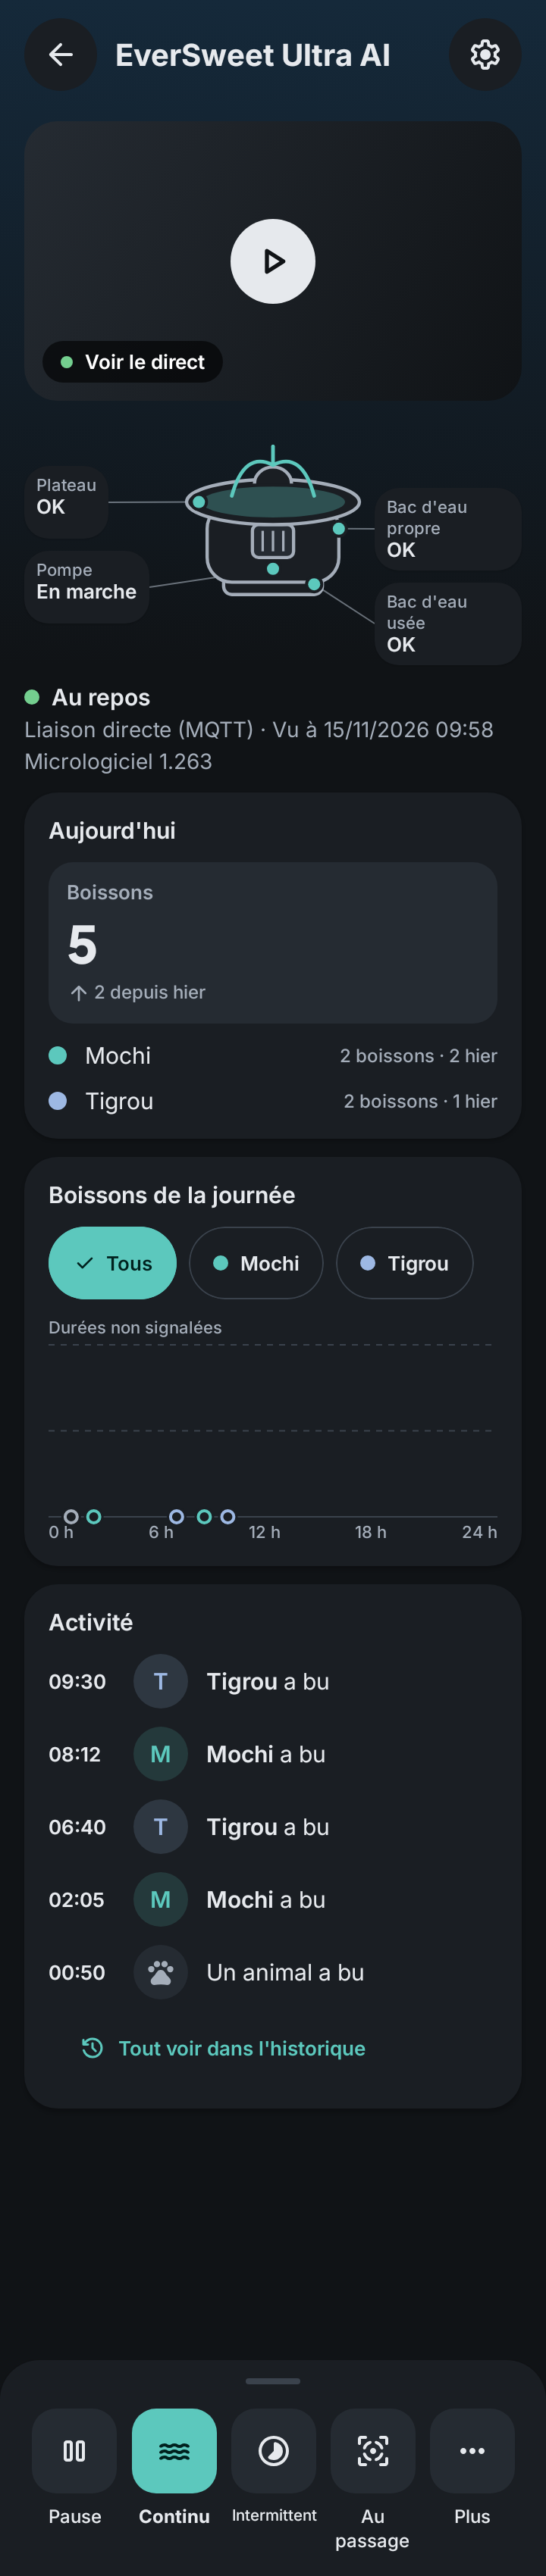 EverSweet Ultra AI
Voir le direct
Plateau
OK
Pompe
En marche
Bac d'eau
propre
OK
Bac d'eau
usée
OK
Au repos
Liaison directe (MQTT) · Vu à 15/11/2026 09:58
Micrologiciel 1.263
Aujourd'hui
Boissons
5
2 depuis hier
Mochi 2 boissons · 2 hier
Tigrou 2 boissons · 1 hier
Boissons de la journée
Tous Mochi Tigrou
Durées non signalées
0 h 6 h 12 h 18 h 24 h
Activité
09:30 T Tigrou a bu
08:12 M Mochi a bu
06:40 T Tigrou a bu
02:05 M Mochi a bu
00:50 Un animal a bu
Tout voir dans l'historique
Pause
Continu
Intermittent
Au
passage
Plus